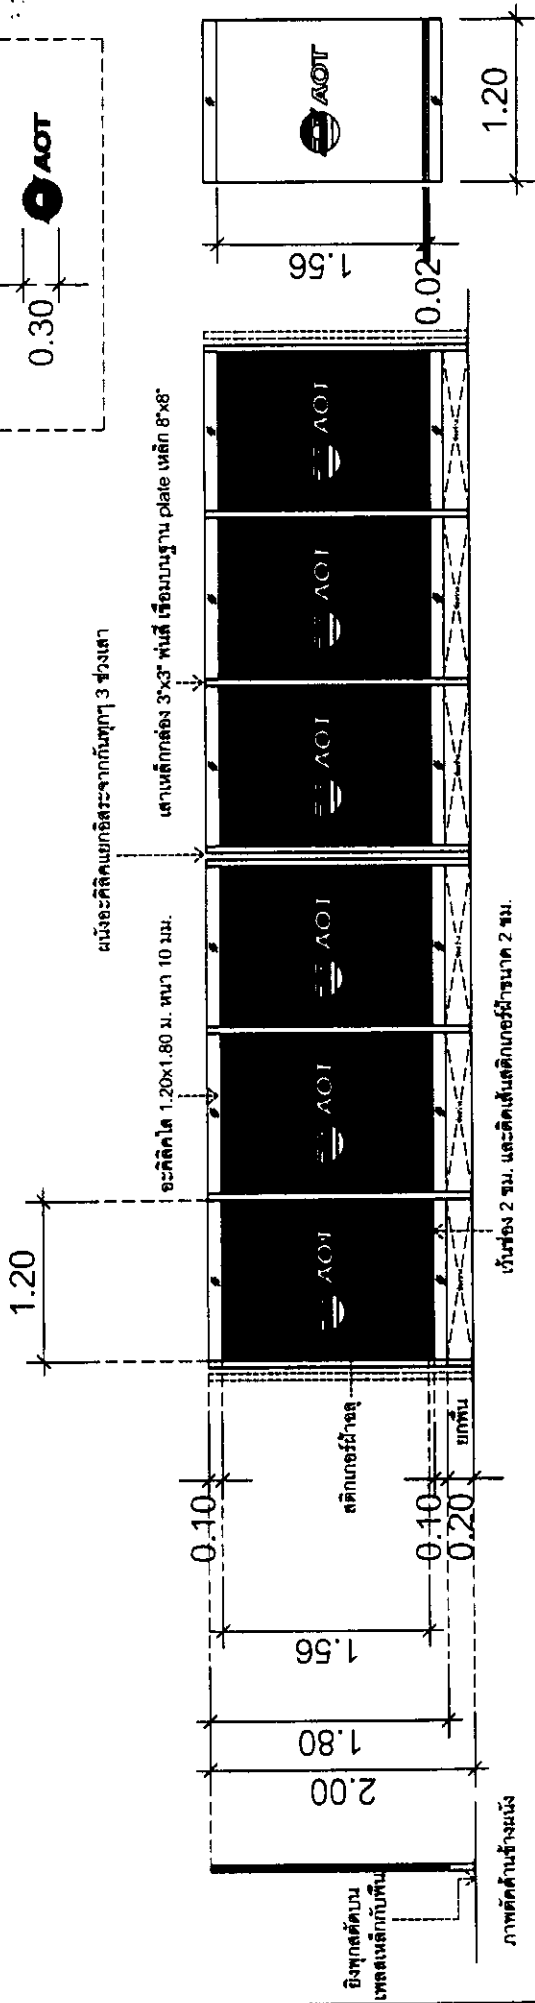 AOT
0.30
AOT
1.20
1.56
0.02
ผนังอะคิลิคแยกอิสระจากกันทุกๆ 3 ช่วงเสา
เสาเหล็กกล่อง 3"x3" พ่นสี เชื่อมบนฐาน plate เหล็ก 8"x8"
อะคิลิคใส 1.20x1.80 ม. หนา 10 มม.
1.20
AOT
AOT
AOT
AOT
AOT
AOT
0.10
สติกเกอร์ฝ้าฉลุ
0.10
0.20
ยกพื้น
เว้นช่อง 2 ซม. และติดเส้นสติกเกอร์ฝ้าขนาด 2 ซม.
1.56
1.80
2.00
ยิงพุกสตัดบน
เพลสเหล็กกับพื้น
ภาพตัดด้านข้างผนัง